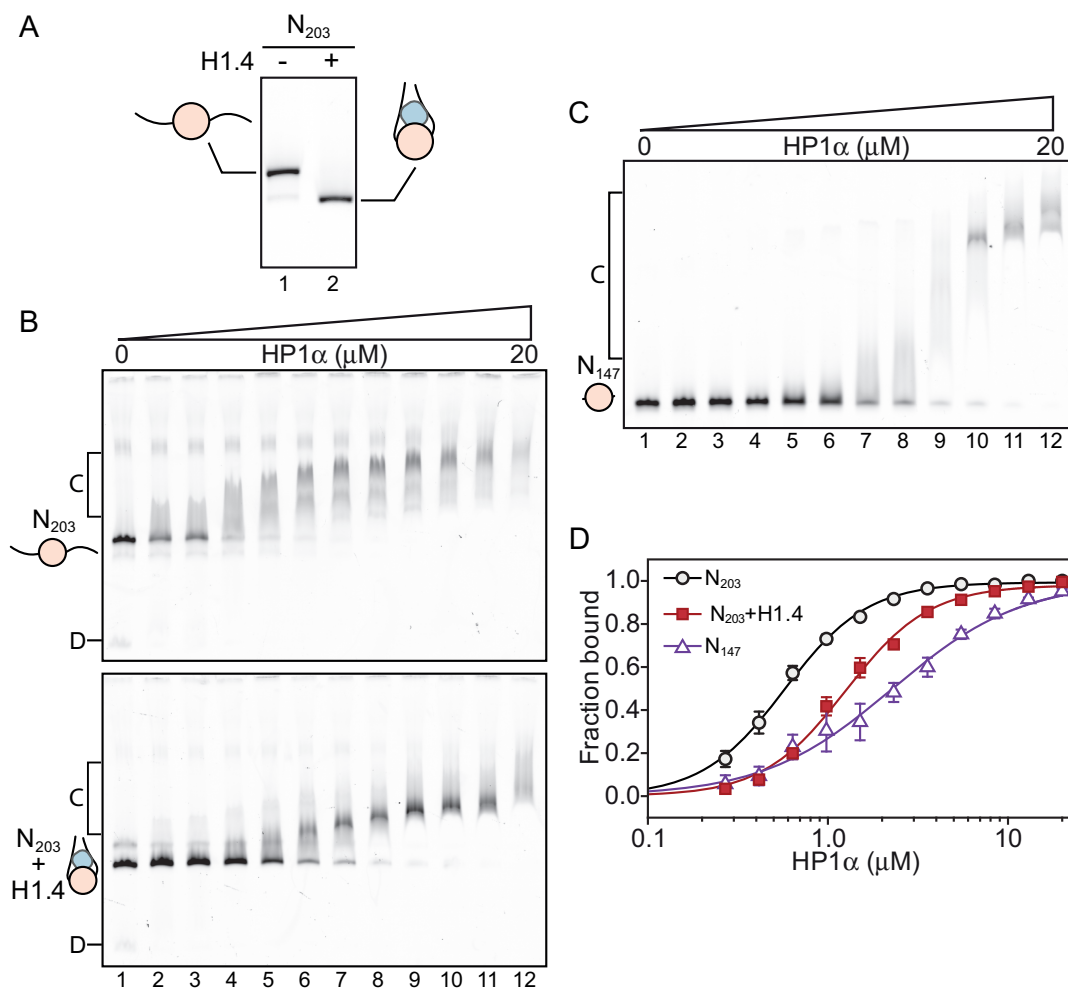 A
N203
H1.4 - +
1 2
B
0 HP1α (μM) 20
C
N203
D
C
N203
+
H1.4
D
1 2 3 4 5 6 7 8 9 10 11 12
C
0 HP1α (μM) 20
C
N147
1 2 3 4 5 6 7 8 9 10 11 12
D
N203
N203+H1.4
N147
Fraction bound
1.0
0.8
0.6
0.4
0.2
0.0
0.1 1.0 10
HP1α (μM)